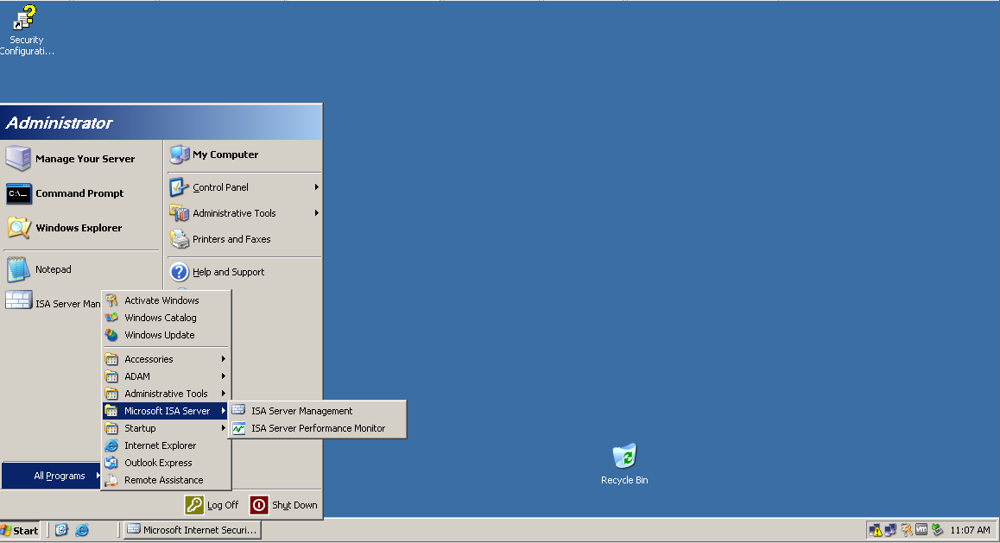 Security
Configurati...
Administrator
Manage Your Server
Command Prompt
Windows Explorer
Notepad
ISA Server Man
My Computer
Control Panel
Administrative Tools
Printers and Faxes
Help and Support
Activate Windows
Windows Catalog
Windows Update
Accessories
ADAM
Administrative Tools
Microsoft ISA Server
Startup
Internet Explorer
Outlook Express
Remote Assistance
ISA Server Management
ISA Server Performance Monitor
All Programs
Log Off
Shut Down
Recycle Bin
Start
Microsoft Internet Securi...
11:07 AM